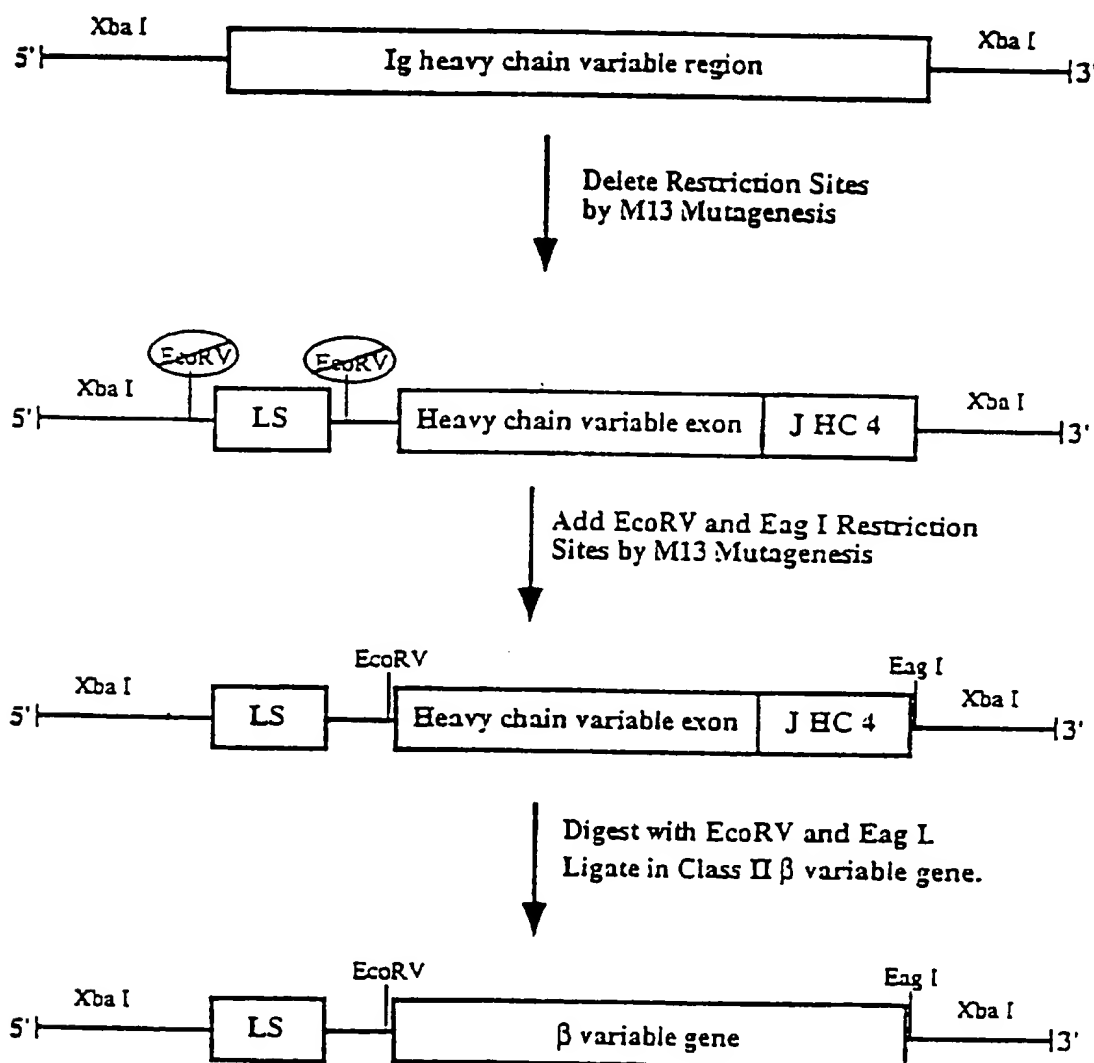 Xba I
Xba I
5'
Ig heavy chain variable region
3'
Delete Restriction Sites
by M13 Mutagenesis
EcoRV
EcoRV
Xba I
Xba I
5'
LS
Heavy chain variable exon
J HC 4
3'
Add EcoRV and Eag I Restriction
Sites by M13 Mutagenesis
EcoRV
Eag I
Xba I
Xba I
5'
LS
Heavy chain variable exon
J HC 4
3'
Digest with EcoRV and Eag I.
Ligate in Class II β variable gene.
EcoRV
Eag I
Xba I
Xba I
5'
LS
β variable gene
3'